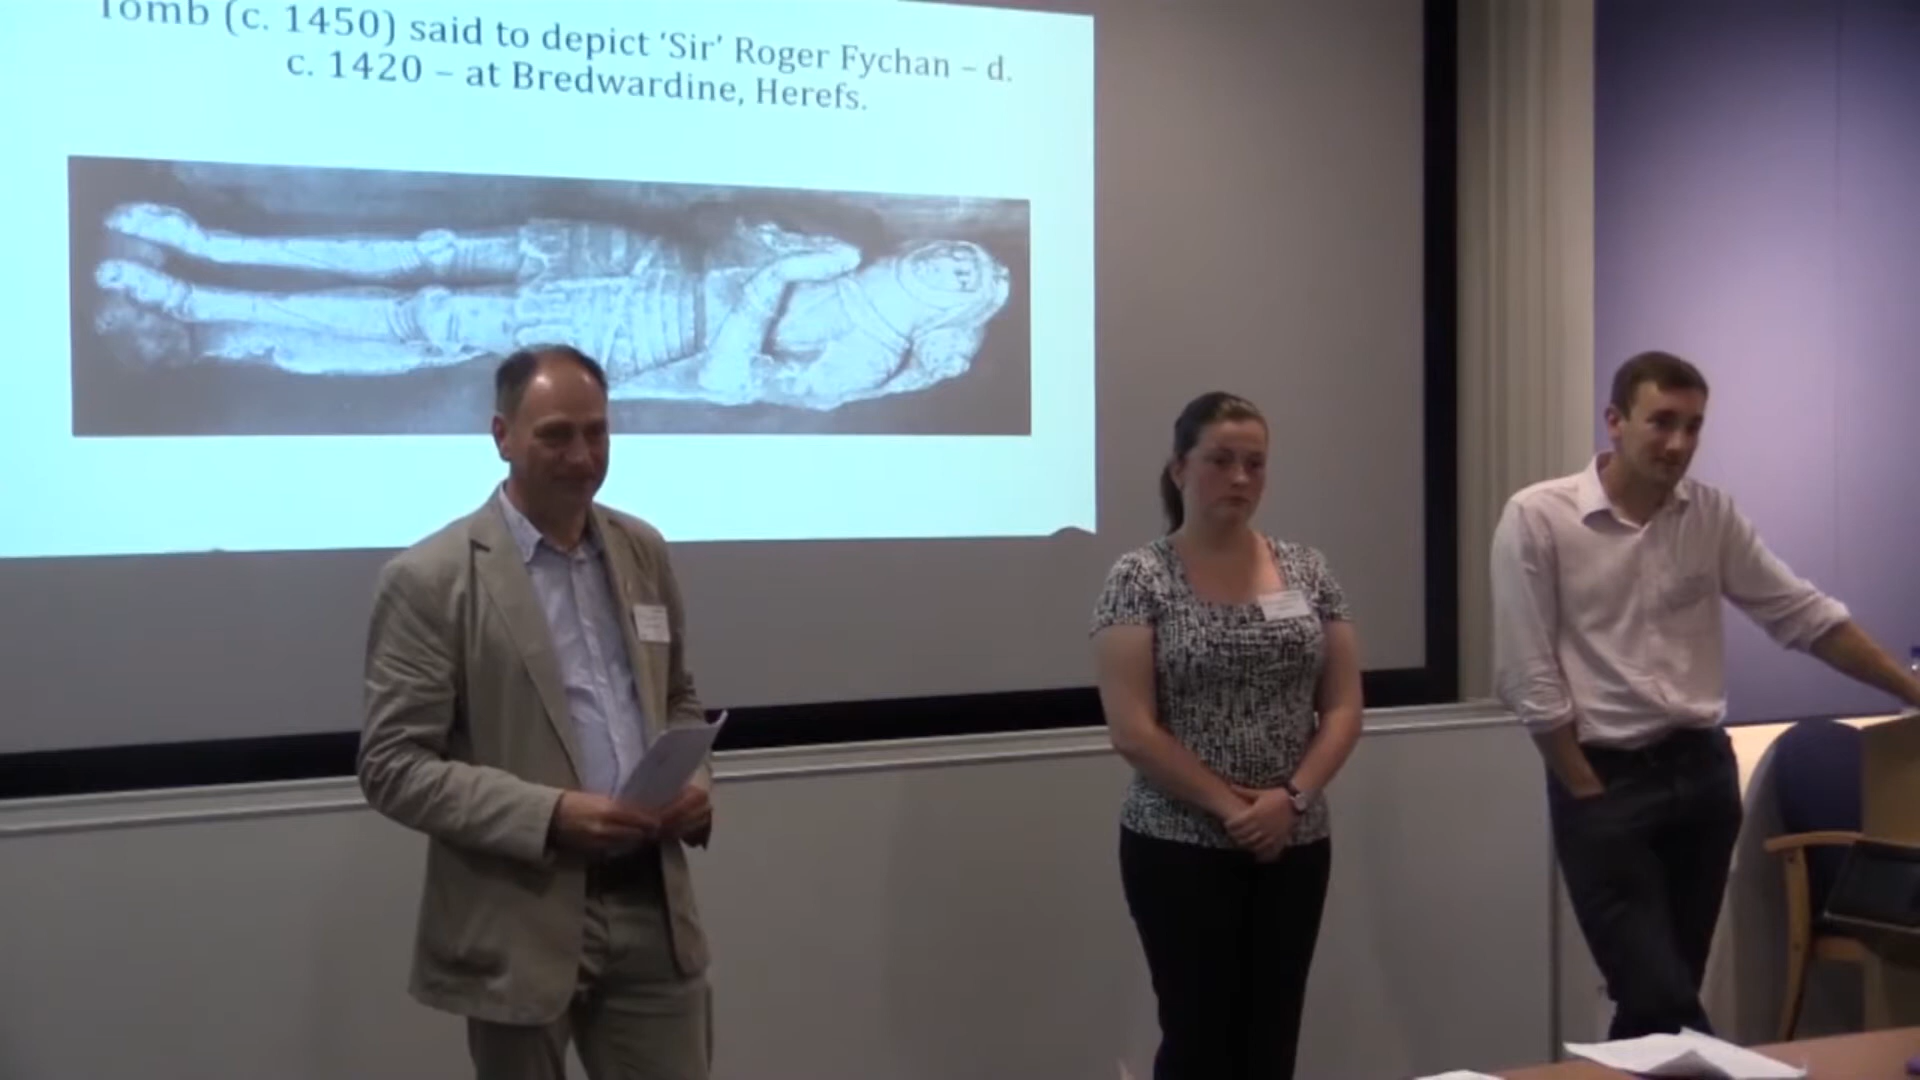 Tomb (c. 1450) said to depict ‘Sir’ Roger Fychan – d.
c. 1420 – at Bredwardine, Herefs.